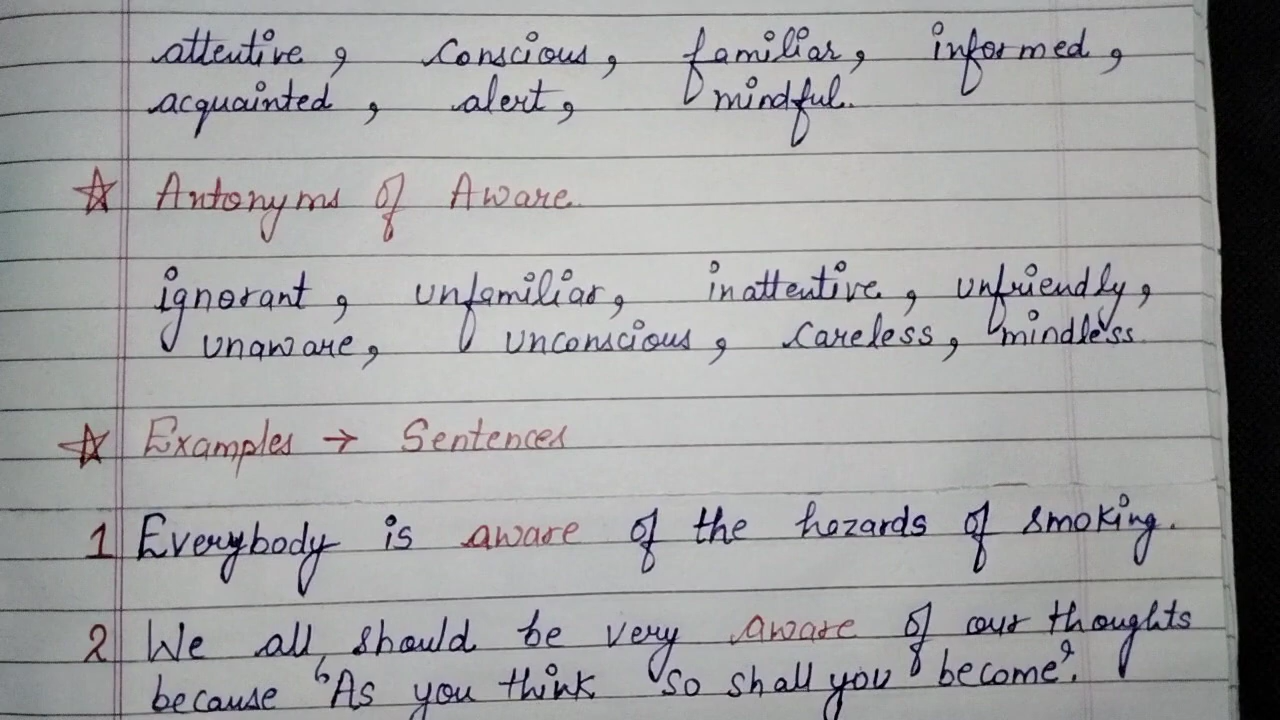 attentive, conscious, familiar, informed,
acquainted, alert, mindful.
☆ Antonyms of Aware
ignorant, unfamiliar, inattentive, unfriendly,
unaware, unconscious, careless, mindless
☆ Examples → Sentences
1 Everybody is aware of the hazards of smoking.
2 We all should be very aware of our thoughts
because 'As you think so shall you become'.